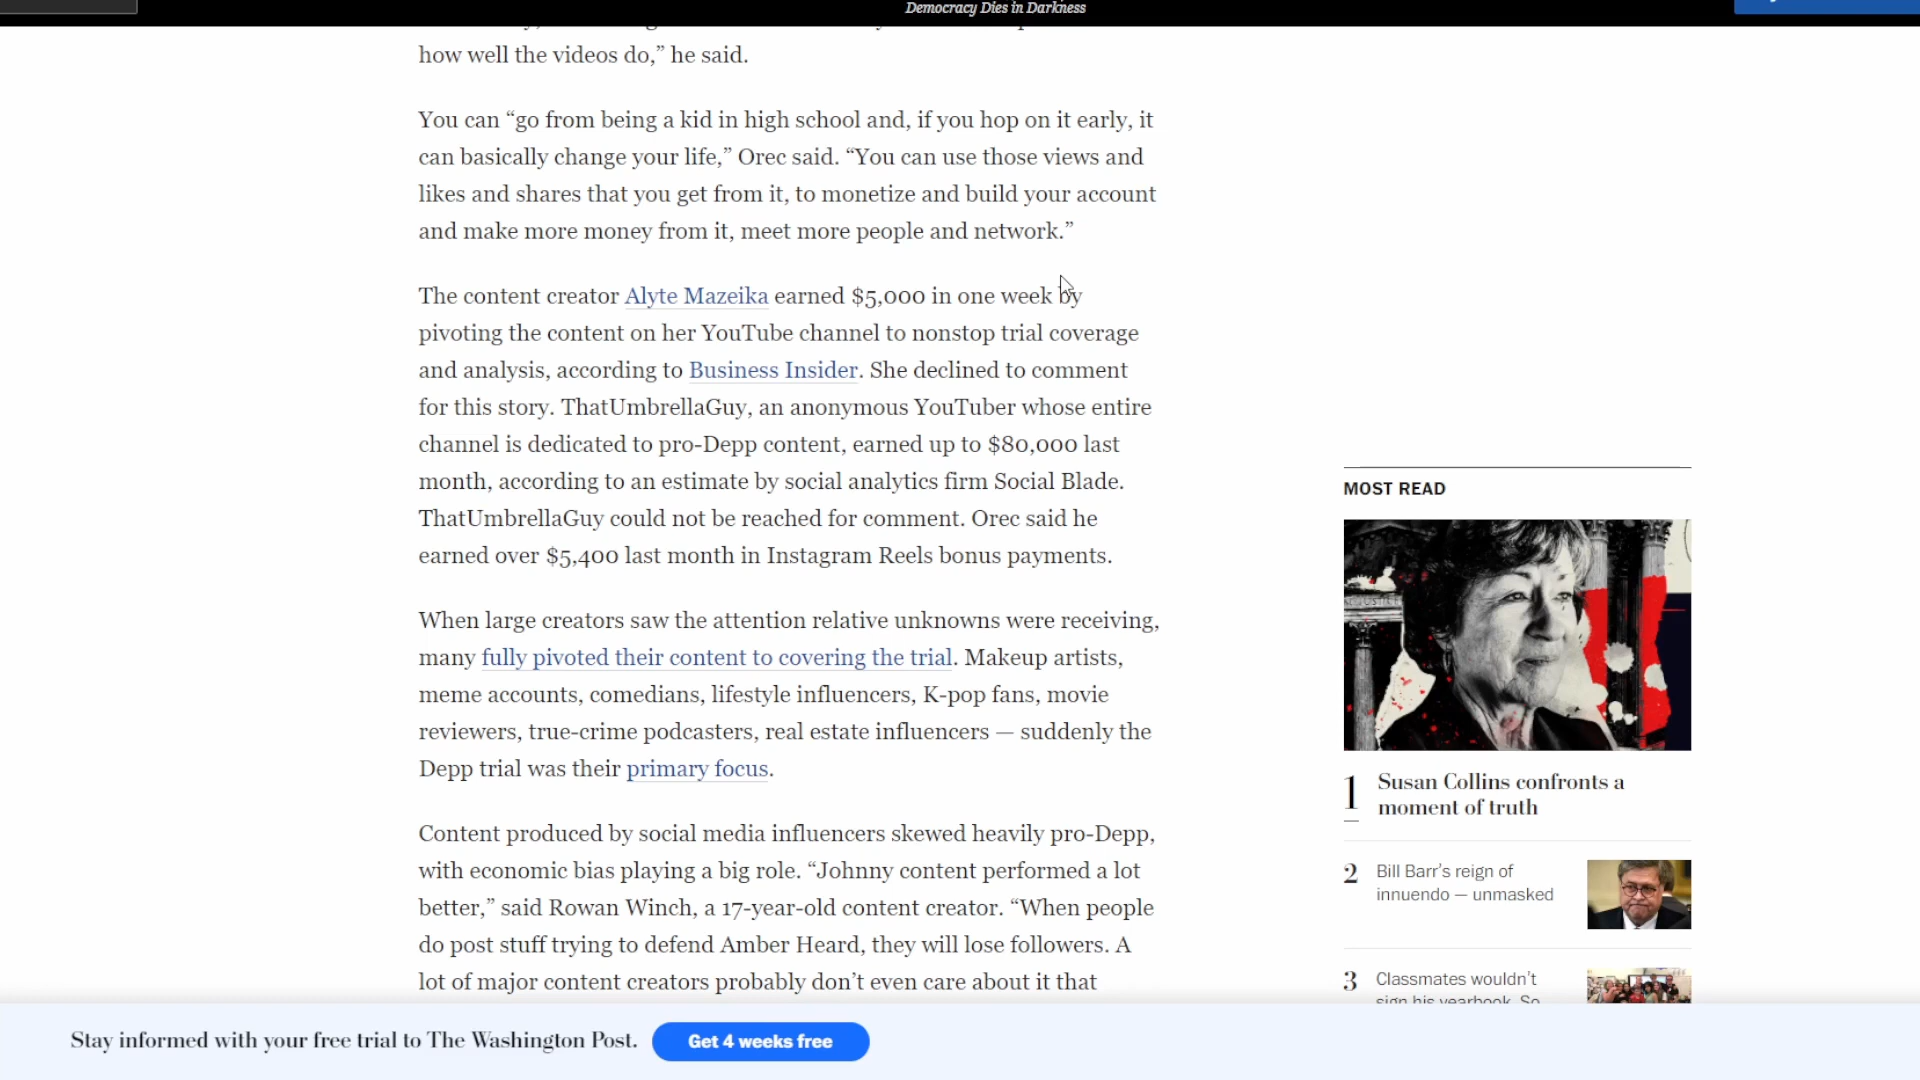 Democracy Dies in Darkness
how well the videos do,” he said.
You can “go from being a kid in high school and, if you hop on it early, it
can basically change your life,” Orec said. “You can use those views and
likes and shares that you get from it, to monetize and build your account
and make more money from it, meet more people and network.”
The content creator Alyte Mazeika earned $5,000 in one week by
pivoting the content on her YouTube channel to nonstop trial coverage
and analysis, according to Business Insider. She declined to comment
for this story. ThatUmbrellaGuy, an anonymous YouTuber whose entire
channel is dedicated to pro-Depp content, earned up to $80,000 last
month, according to an estimate by social analytics firm Social Blade.
ThatUmbrellaGuy could not be reached for comment. Orec said he
earned over $5,400 last month in Instagram Reels bonus payments.
When large creators saw the attention relative unknowns were receiving,
many fully pivoted their content to covering the trial. Makeup artists,
meme accounts, comedians, lifestyle influencers, K-pop fans, movie
reviewers, true-crime podcasters, real estate influencers — suddenly the
Depp trial was their primary focus.
Content produced by social media influencers skewed heavily pro-Depp,
with economic bias playing a big role. “Johnny content performed a lot
better,” said Rowan Winch, a 17-year-old content creator. “When people
do post stuff trying to defend Amber Heard, they will lose followers. A
lot of major content creators probably don’t even care about it that
MOST READ
1 Susan Collins confronts a
moment of truth
2 Bill Barr’s reign of
innuendo — unmasked
3 Classmates wouldn’t
sign his yearbook. So
Stay informed with your free trial to The Washington Post.
Get 4 weeks free